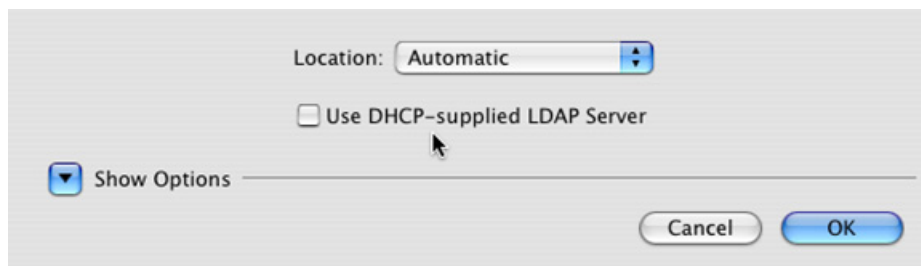 Location: Automatic
Use DHCP-supplied LDAP Server
Show Options
Cancel OK